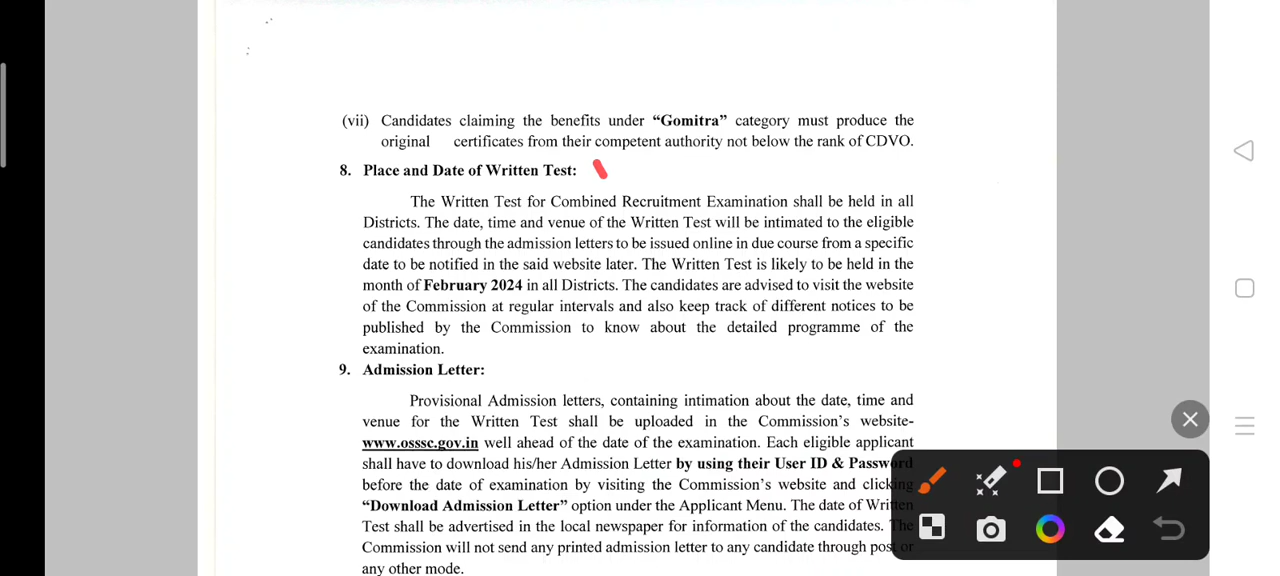 (vii) Candidates claiming the benefits under “Gomitra” category must produce the
original certificates from their competent authority not below the rank of CDVO.
8. Place and Date of Written Test:
The Written Test for Combined Recruitment Examination shall be held in all
Districts. The date, time and venue of the Written Test will be intimated to the eligible
candidates through the admission letters to be issued online in due course from a specific
date to be notified in the said website later. The Written Test is likely to be held in the
month of February 2024 in all Districts. The candidates are advised to visit the website
of the Commission at regular intervals and also keep track of different notices to be
published by the Commission to know about the detailed programme of the
examination.
9. Admission Letter:
Provisional Admission letters, containing intimation about the date, time and
venue for the Written Test shall be uploaded in the Commission’s website-
www.osssc.gov.in well ahead of the date of the examination. Each eligible applicant
shall have to download his/her Admission Letter by using their User ID & Password
before the date of examination by visiting the Commission’s website and clicking
“Download Admission Letter” option under the Applicant Menu. The date of Written
Test shall be advertised in the local newspaper for information of the candidates. The
Commission will not send any printed admission letter to any candidate through post or
any other mode.